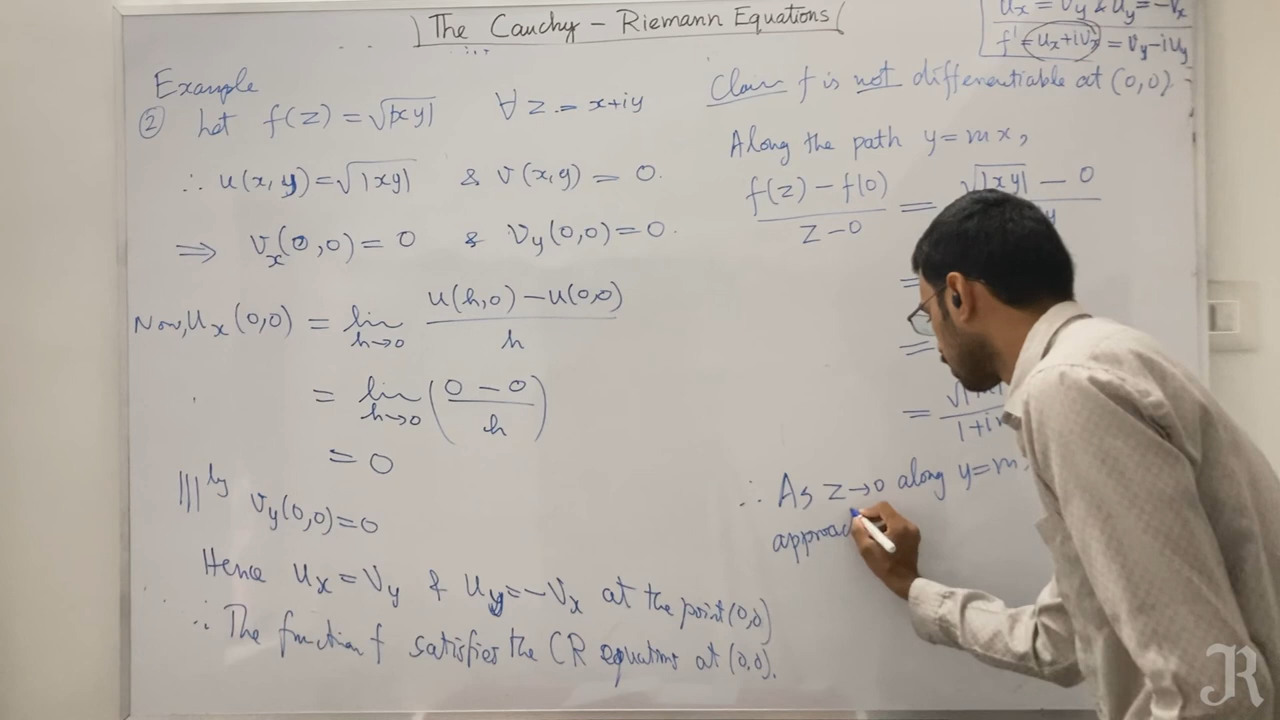 The Cauchy - Riemann Equations
Ux = Vy & Uy = -Vx
f' = Ux+iVx = Vy-iUy
Example
② Let f(z) = √|xy| ∀ z = x+iy
∴ u(x, y) = √|xy| & v(x,y) = 0.
⟹ Vx(0,0) = 0 & Vy(0,0) = 0.
Now, Ux(0,0) = lim h→0 (u(h,0) - u(0,0))/h
= lim h→0 ((0 - 0)/h)
= 0
|||ly Vy(0,0) = 0
Hence Ux = Vy & Uy = -Vx at the point (0,0)
∴ The function f satisfies the CR equations at (0,0).
Claim f is not differentiable at (0,0)
Along the path y = mx,
(f(z) - f(0))/(z - 0) = √|xy| - 0
=
=
=
∴ As z→0 along y = m
approac
R